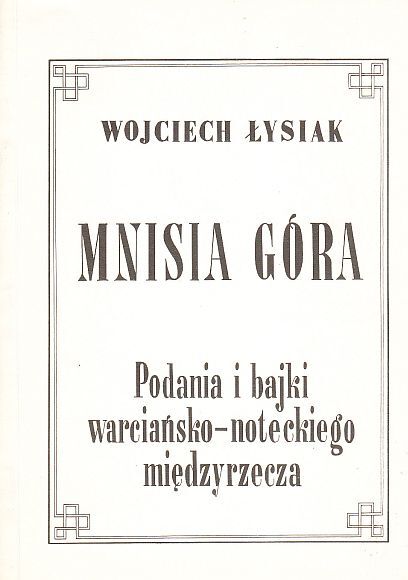 WOJCIECH ŁYSIAK
MNISIA GÓRA
Podania i bajki
warciańsko-noteckiego
międzyrzecza